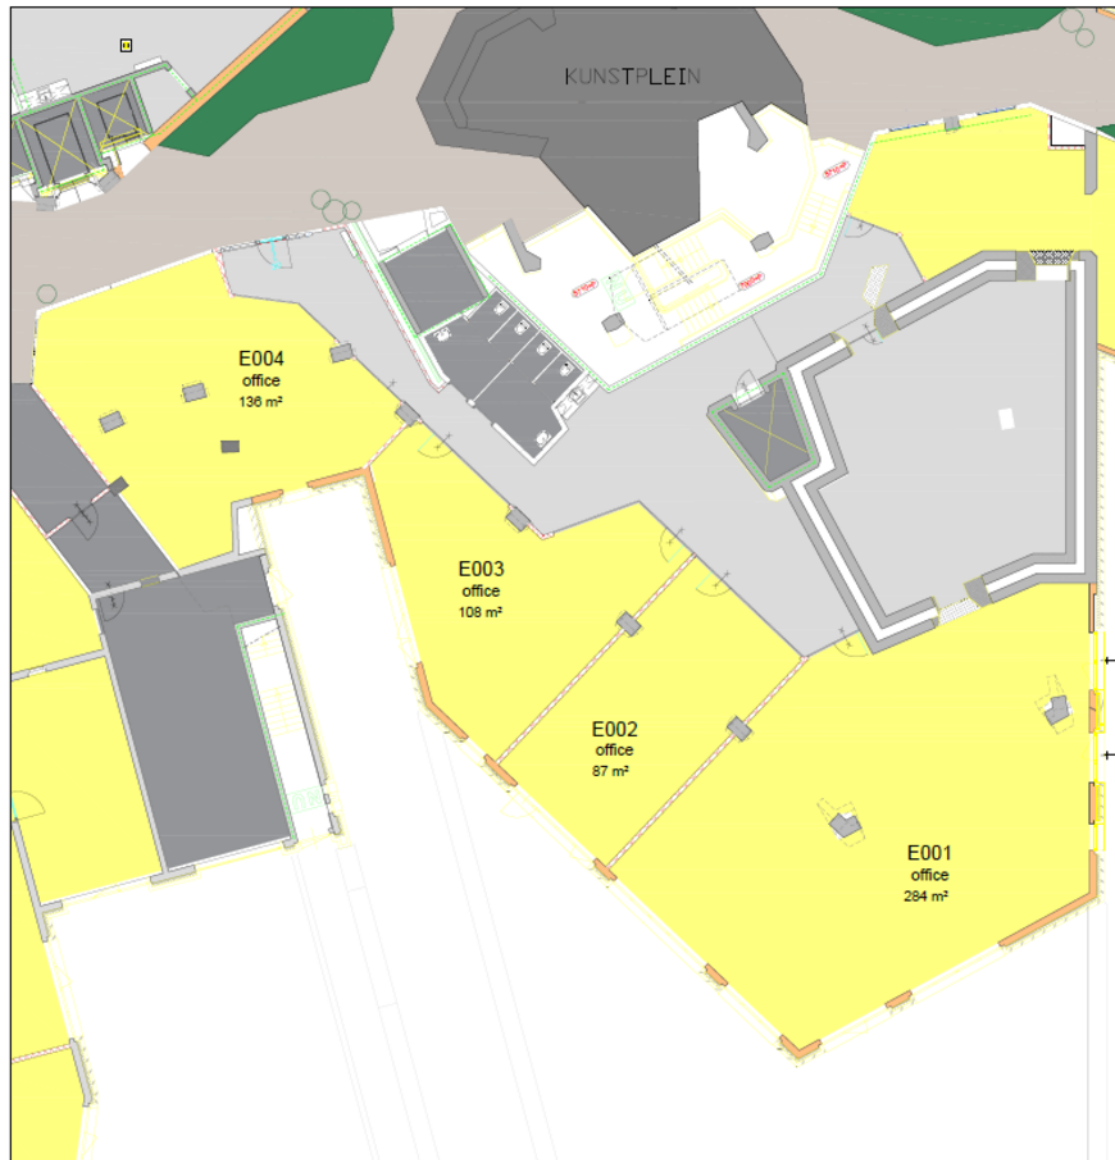 KUNSTPLEIN
E004
office
136 m²
E003
office
108 m²
E002
office
87 m²
E001
office
284 m²